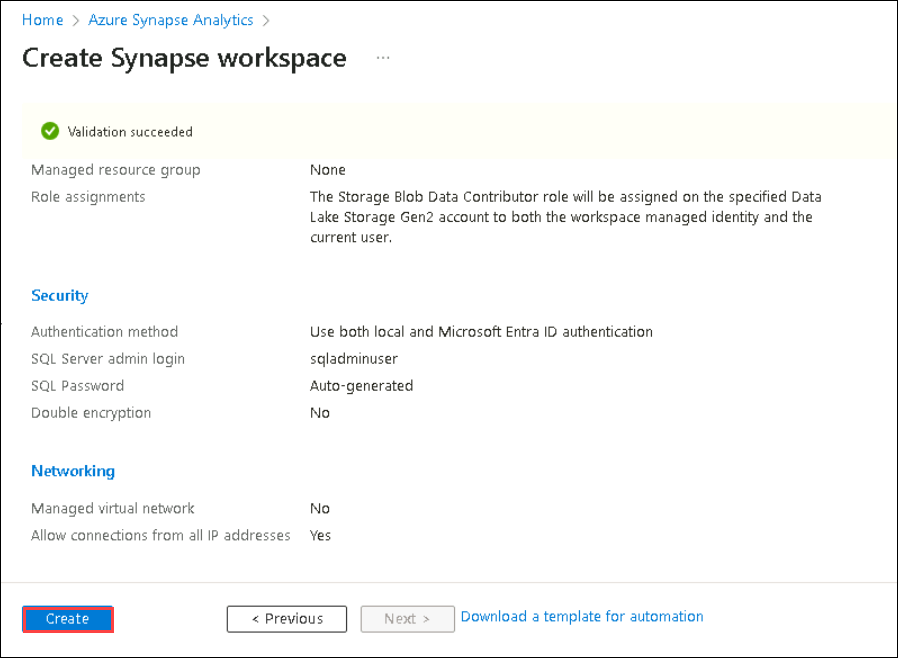 Home > Azure Synapse Analytics >
Create Synapse workspace ...
Validation succeeded
Managed resource group None
Role assignments The Storage Blob Data Contributor role will be assigned on the specified Data
Lake Storage Gen2 account to both the workspace managed identity and the
current user.
Security
Authentication method Use both local and Microsoft Entra ID authentication
SQL Server admin login sqladminuser
SQL Password Auto-generated
Double encryption No
Networking
Managed virtual network No
Allow connections from all IP addresses Yes
Create < Previous Next > Download a template for automation